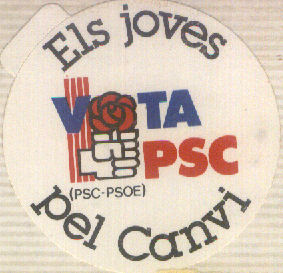 Els joves
VOTA
PSC
(PSC-PSOE)
pel Canvi